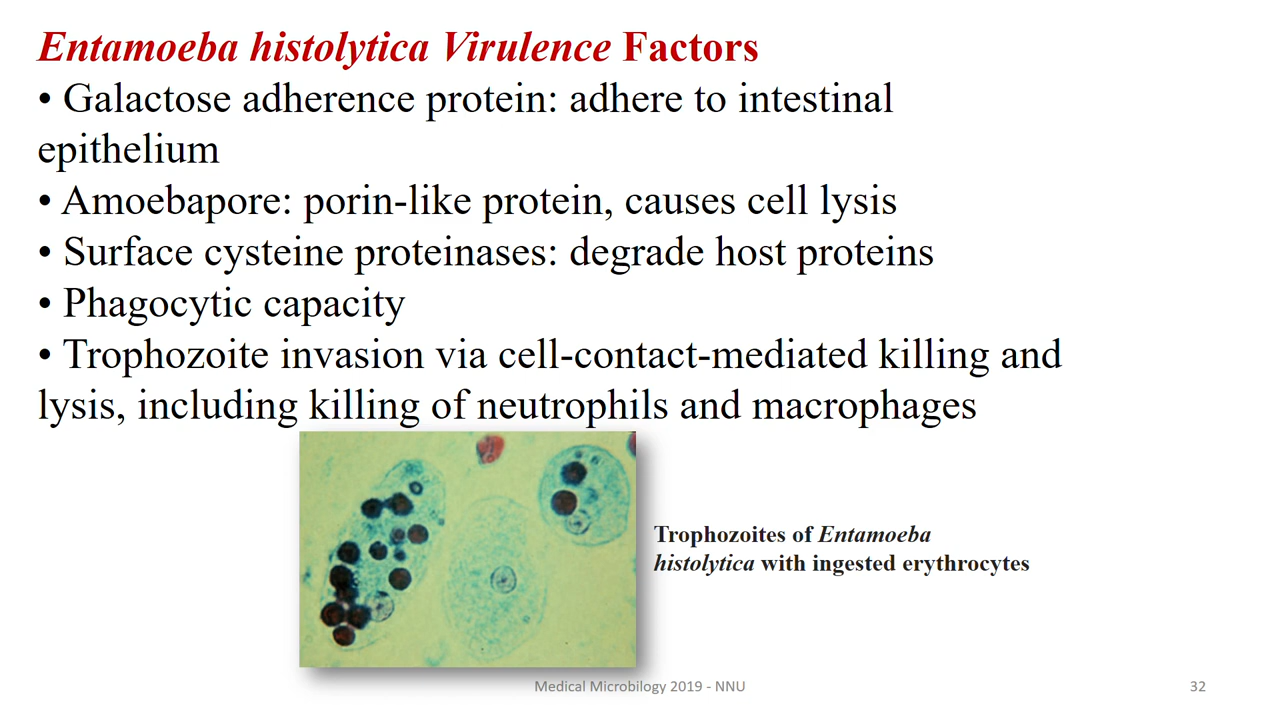 Entamoeba histolytica Virulence Factors
• Galactose adherence protein: adhere to intestinal
epithelium
• Amoebapore: porin-like protein, causes cell lysis
• Surface cysteine proteinases: degrade host proteins
• Phagocytic capacity
• Trophozoite invasion via cell-contact-mediated killing and
lysis, including killing of neutrophils and macrophages
Trophozoites of Entamoeba
histolytica with ingested erythrocytes
Medical Microbilogy 2019 - NNU
32